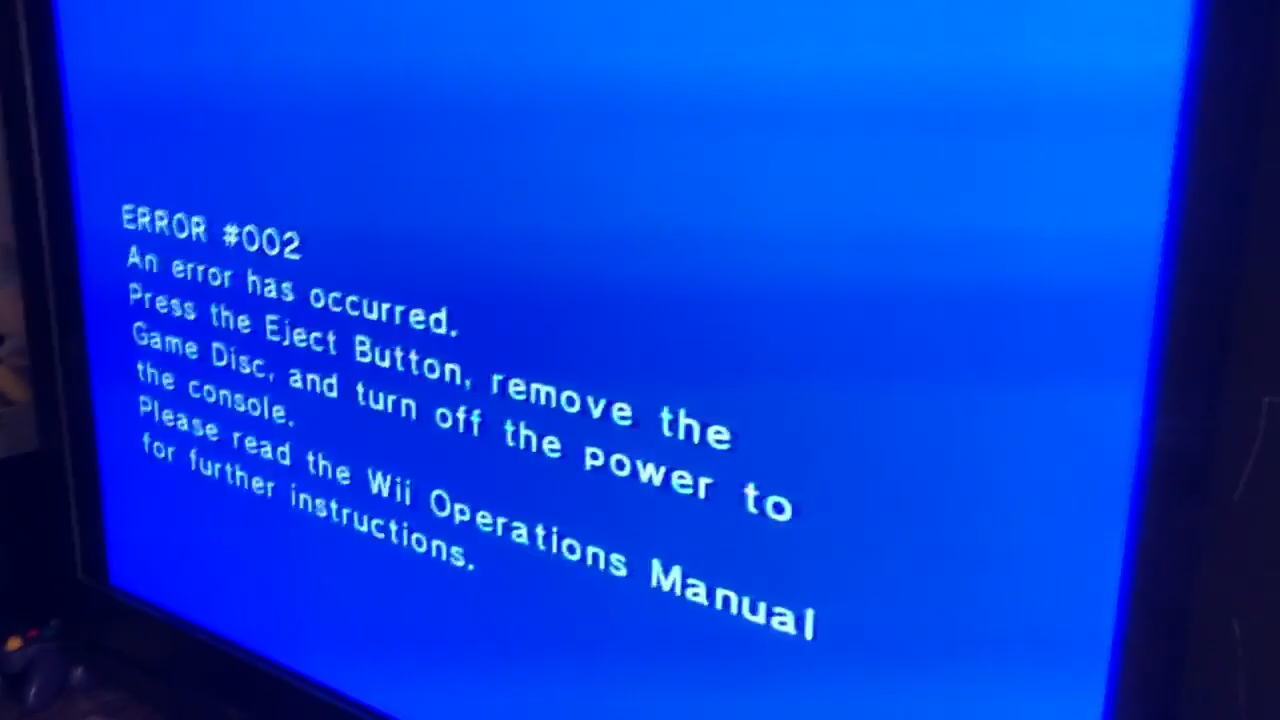 ERROR #002
An error has occurred.
Press the Eject Button, remove the
Game Disc, and turn off the power to
the console.
Please read the Wii Operations Manual
for further instructions.